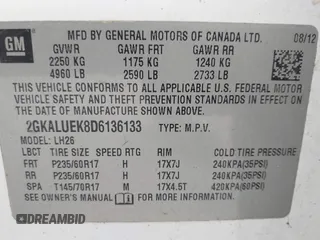 GM
MFD BY GENERAL MOTORS OF CANADA LTD. 08/12
GVWR GAWR FRT GAWR RR
2250 KG 1175 KG 1240 KG
4960 LB 2590 LB 2733 LB
THIS VEHICLE CONFORMS TO ALL APPLICABLE U.S. FEDERAL MOTOR
VEHICLE SAFETY AND THEFT PREVENTION STANDARDS IN EFFECT ON
THE DATE OF MANUFACTURE SHOWN ABOVE.
2GKALUEK8D6136133 TYPE: M.P.V.
MODEL: LH26
LBCT TIRE SIZE SPEED RTG RIM COLD TIRE PRESSURE
FRT P235/60R17 H 17X7J 240KPA(35PSI)
RR P235/60R17 H 17X7J 240KPA(35PSI)
SPA T145/70R17 M 17X4.5T 420KPA(60PSI)
SEE OWNER'S MANUAL FOR ADDITIONAL INFORMATION.
DREAMBID